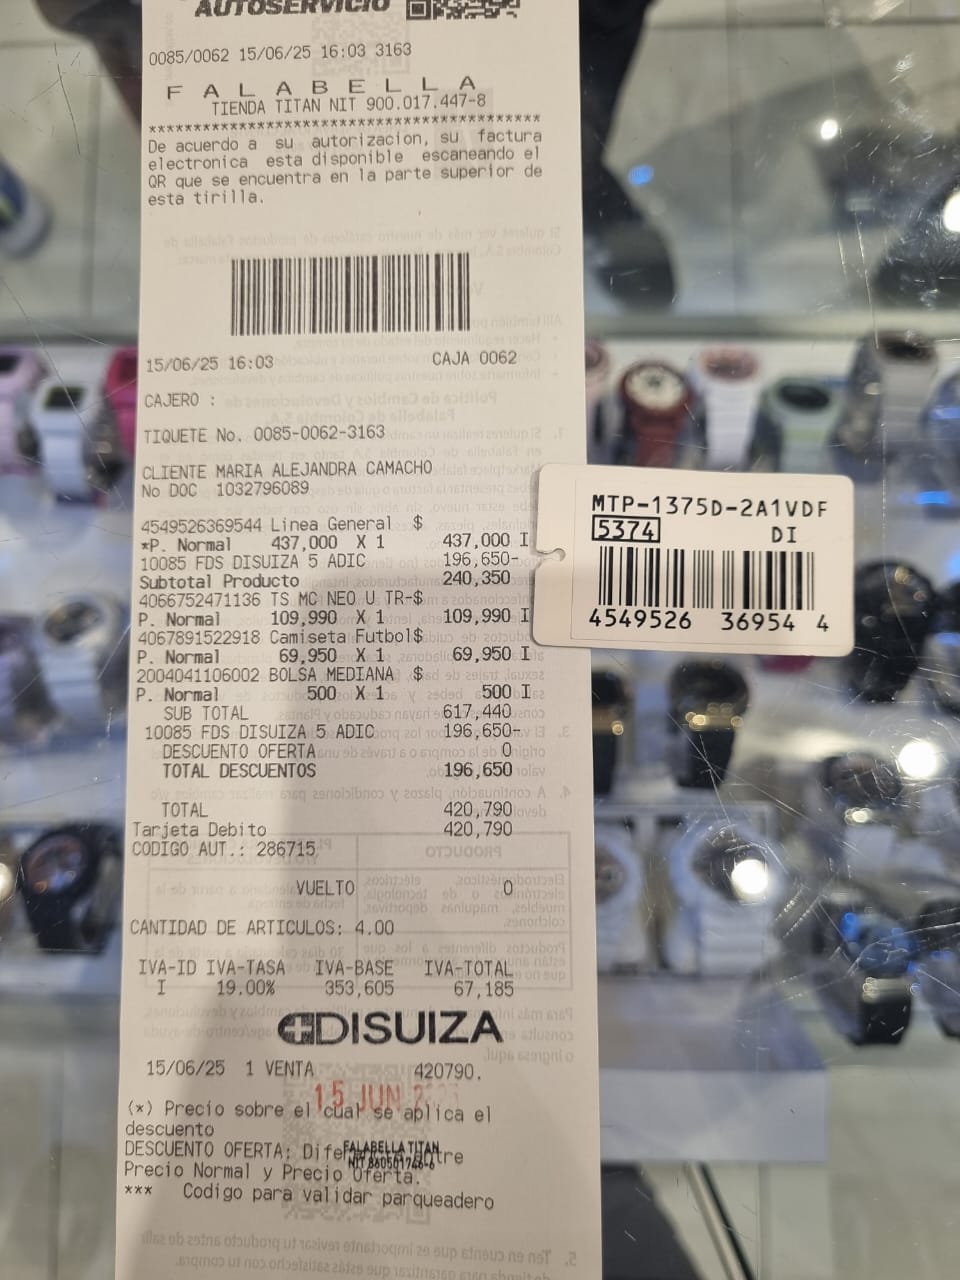 AUTOSERVICIO
0085/0062 15/06/25 16:03 3163
F A L A B E L L A
TIENDA TITAN NIT 900.017.447-8
****************************************
De acuerdo a su autorizacion, su factura
electronica esta disponible escaneando el
QR que se encuentra en la parte superior de
esta tirilla.
15/06/25 16:03 CAJA 0062
CAJERO :
TIQUETE No. 0085-0062-3163
CLIENTE MARIA ALEJANDRA CAMACHO
No DOC 1032796089
4549526369544 Linea General $
*P. Normal 437,000 X 1 437,000 I
10085 FDS DISUIZA 5 ADIC 196,650-
Subtotal Producto 240,350
4066752471136 TS MC NEO U TR-$
P. Normal 109,990 X 1 109,990 I
4067891522918 Camiseta Futbol$
P. Normal 69,950 X 1 69,950 I
2004041106002 BOLSA MEDIANA $
P. Normal 500 X 1 500 I
SUB TOTAL 617,440
10085 FDS DISUIZA 5 ADIC 196,650-
DESCUENTO OFERTA 0
TOTAL DESCUENTOS 196,650
TOTAL 420,790
Tarjeta Debito 420,790
CODIGO AUT.: 286715
VUELTO 0
CANTIDAD DE ARTICULOS: 4.00
IVA-ID IVA-TASA IVA-BASE IVA-TOTAL
I 19.00% 353,605 67,185
DISUIZA
15/06/25 1 VENTA 420790.
15 JUN
(*) Precio sobre el cual se aplica el
descuento
DESCUENTO OFERTA: entre
FALABELLA TITAN
Precio Normal y Precio Oferta.
*** Codigo para validar parqueadero
MTP-1375D-2A1VDF
5374 DI
4549526 36954 4